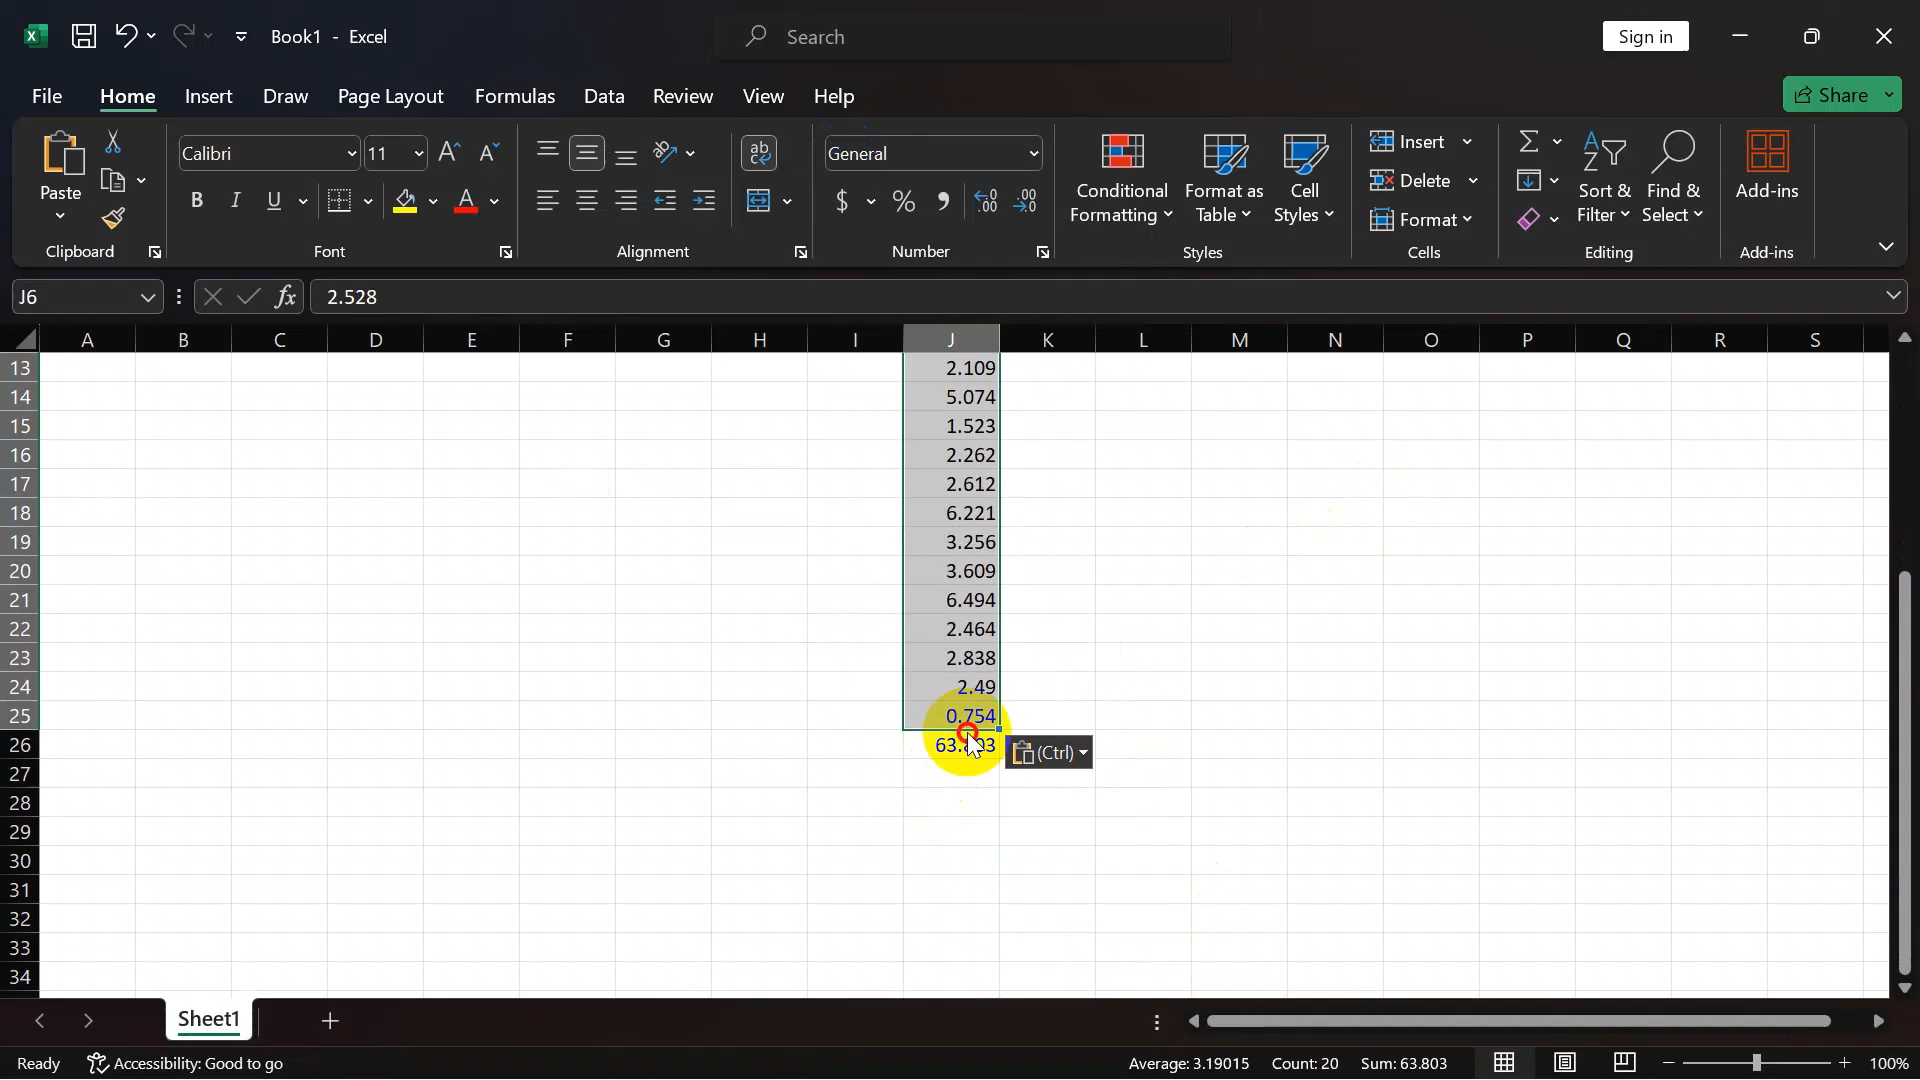 Book1 - Excel
Search
Sign in
File Home Insert Draw Page Layout Formulas Data Review View Help
Share
Paste
Clipboard
Calibri 11
B I U
Font
ab
Alignment
General
$ % 9
Number
Conditional Formatting
Format as Table
Cell Styles
Styles
Insert
Delete
Format
Cells
Sort & Filter
Find & Select
Editing
Add-ins
Add-ins
J6 fx 2.528
A B C D E F G H I J K L M N O P Q R S
13 2.109
14 5.074
15 1.523
16 2.262
17 2.612
18 6.221
19 3.256
20 3.609
21 6.494
22 2.464
23 2.838
24 2.49
25 0.754
26 63.803 (Ctrl)
27
28
29
30
31
32
33
34
Sheet1
Ready Accessibility: Good to go Average: 3.19015 Count: 20 Sum: 63.803 100%